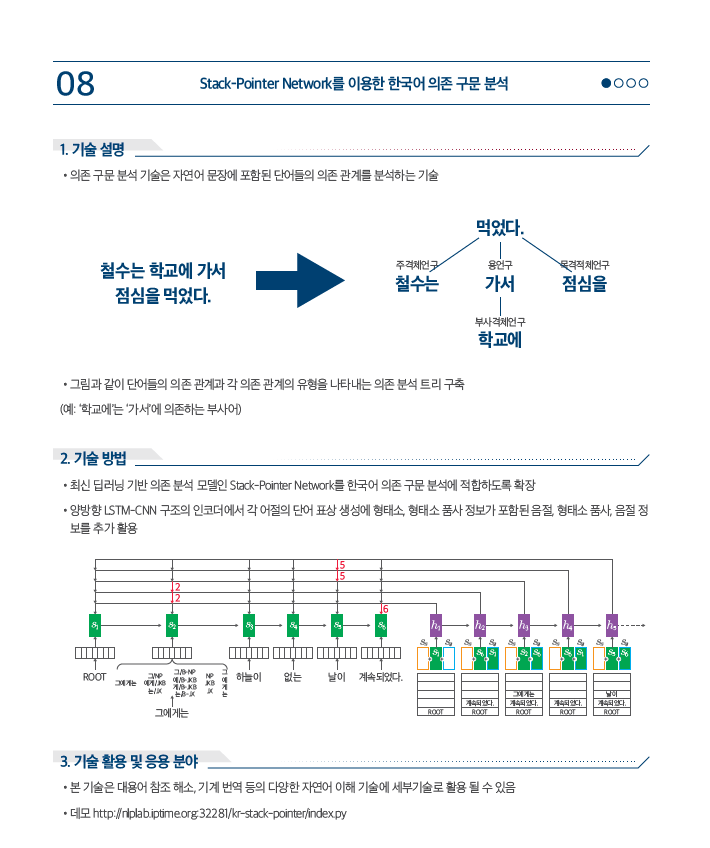 08
Stack-Pointer Network를 이용한 한국어 의존 구문 분석
1. 기술 설명
• 의존 구문 분석 기술은 자연어 문장에 포함된 단어들의 의존 관계를 분석하는 기술
철수는 학교에 가서
점심을 먹었다.
먹었다.
주격체언구 용언구 목적격체언구
철수는 가서 점심을
부사격체언구
학교에
• 그림과 같이 단어들의 의존 관계과 각 의존 관계의 유형을 나타내는 의존 분석 트리 구축
(예: '학교에'는 '가서'에 의존하는 부사어)
2. 기술 방법
• 최신 딥러닝 기반 의존 분석 모델인 Stack-Pointer Network를 한국어 의존 구문 분석에 적합하도록 확장
• 양방향 LSTM-CNN 구조의 인코더에서 각 어절의 단어 표상 생성에 형태소, 형태소 품사 정보가 포함된 음절, 형태소 품사, 음절 정
보를 추가 활용
5
5
2
2
6
s₁ s₂ s₃ s₄ s₅ s₆ h₁ h₂ h₃ h₄ h₅
ROOT 하늘이 없는 날이 계속되었다.
그에게는
그/NP
에게/JKB
는/JX
그/B-NP
에/B-JKB
게/B-JKB
는/B-JX
NP
JKB
JX
그
에
게
는
그에게는
그에게는 날이
계속되었다. 계속되었다. 계속되었다. 계속되었다.
ROOT ROOT ROOT ROOT ROOT
3. 기술 활용 및 응용 분야
• 본 기술은 대용어 참조 해소, 기계 번역 등의 다양한 자연어 이해 기술에 세부기술로 활용 될 수 있음
• 데모 http://nlplab.iptime.org:32281/kr-stack-pointer/index.py